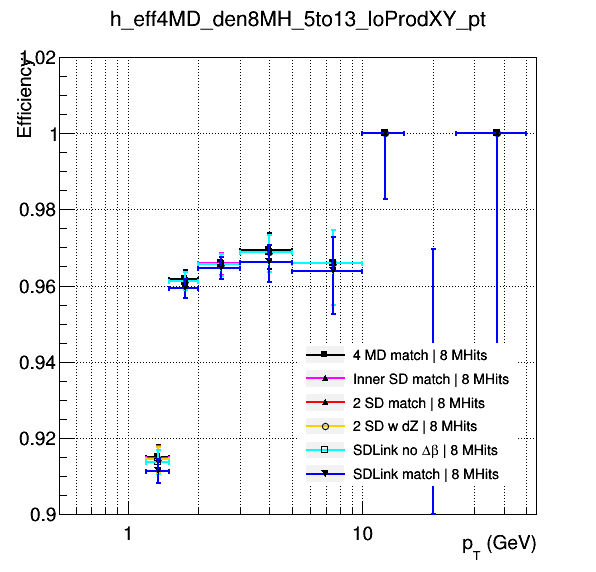 h_eff4MD_den8MH_5to13_loProdXY_pt
Efficiency
1.02
1
0.98
0.96
0.94
0.92
0.9
4 MD match | 8 MHits
Inner SD match | 8 MHits
2 SD match | 8 MHits
2 SD w dZ | 8 MHits
SDLink no Δβ | 8 MHits
SDLink match | 8 MHits
1
10
p_T (GeV)